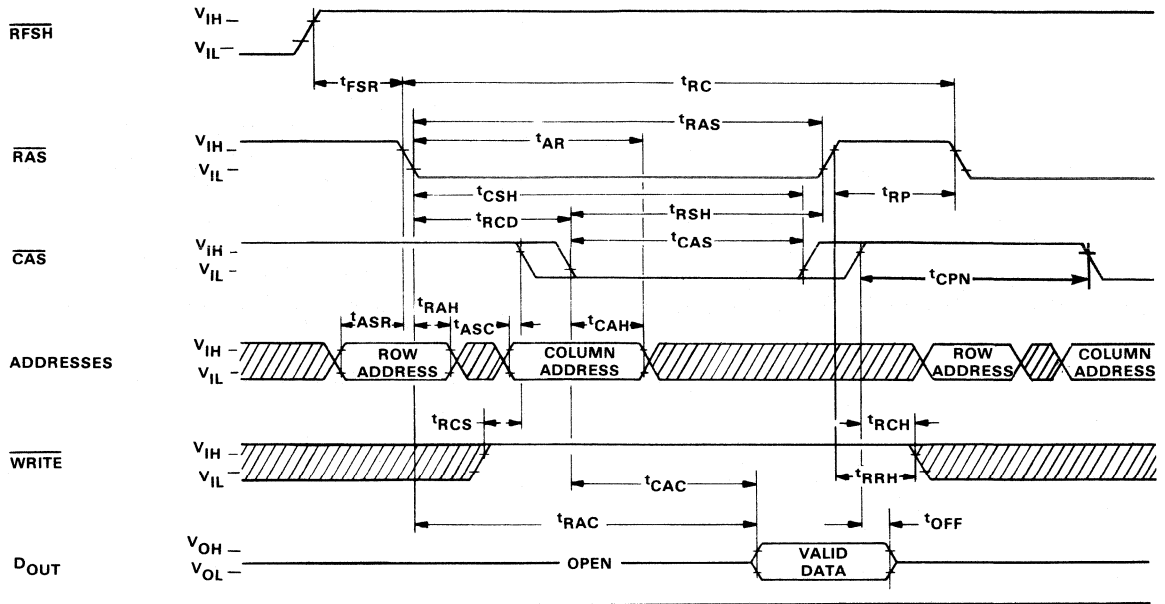 RFSH
VIH
VIL
tFSR
tRC
RAS
VIH
VIL
tRAS
tAR
tCSH
tRP
tRCD
tRSH
CAS
VIH
VIL
tCAS
tCPN
tASR
tRAH
tASC
tCAH
ADDRESSES
VIH
VIL
ROW
ADDRESS
COLUMN
ADDRESS
ROW
ADDRESS
COLUMN
ADDRESS
tRCS
tRCH
WRITE
VIH
VIL
tCAC
tRRH
tRAC
tOFF
DOUT
VOH
VOL
OPEN
VALID
DATA